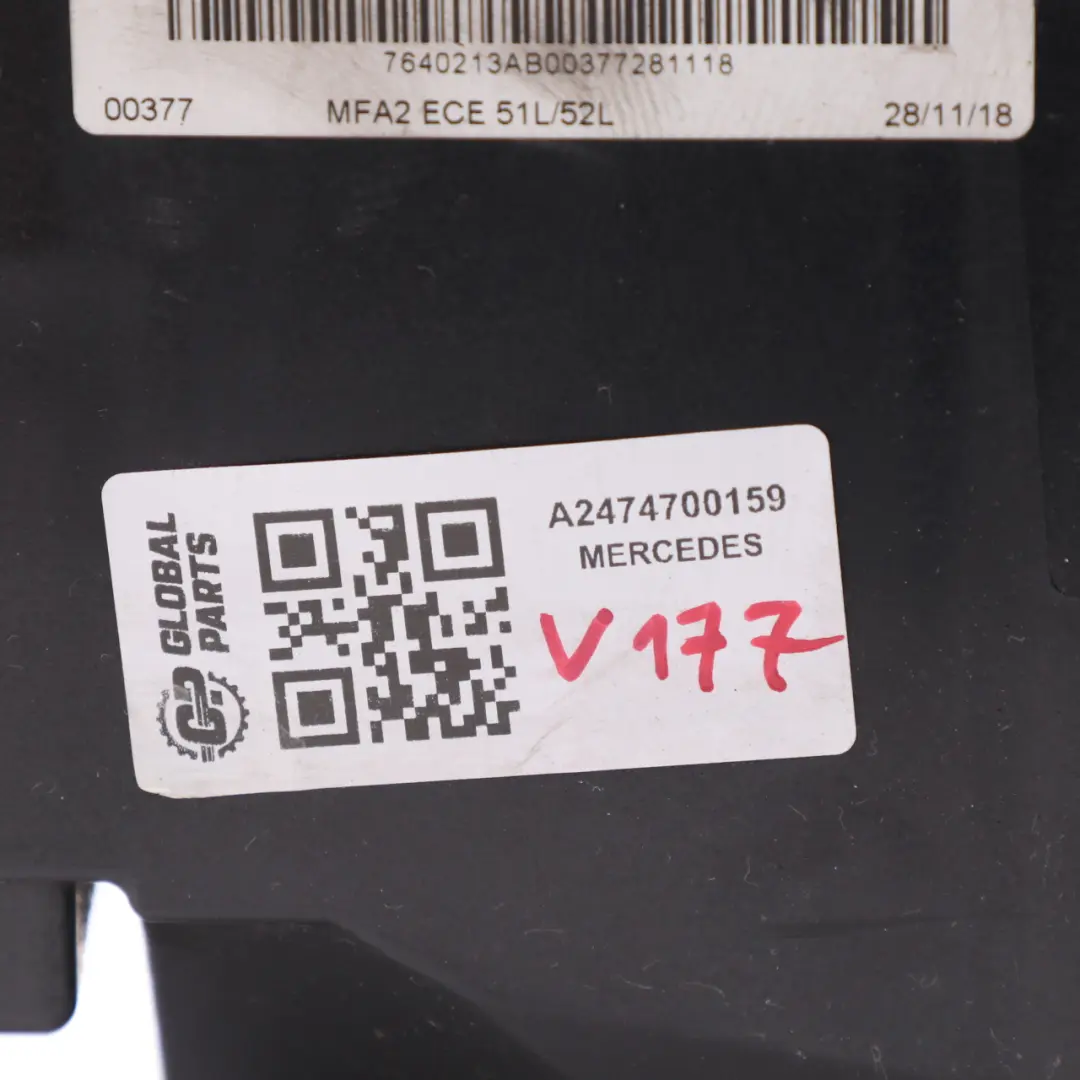 7640213AB00377281118
00377 MFA2 ECE 51L/52L 28/11/18
GLOBAL
PARTS
A2474700159
MERCEDES
V177